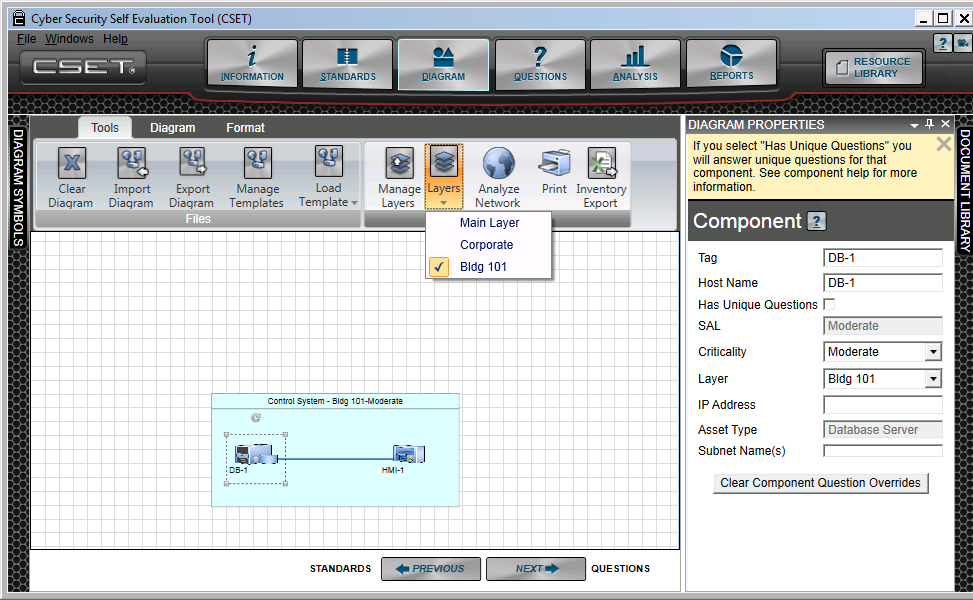 Cyber Security Self Evaluation Tool (CSET)
File Windows Help
CSET
INFORMATION
STANDARDS
DIAGRAM
QUESTIONS
ANALYSIS
REPORTS
RESOURCE
LIBRARY
DIAGRAM SYMBOLS
Tools Diagram Format
Clear
Diagram
Import
Diagram
Export
Diagram
Manage
Templates
Load
Template
Files
Manage
Layers
Layers
Analyze
Network
Print
Inventory
Export
Main Layer
Corporate
Bldg 101
Control System - Bldg 101-Moderate
DB-1
HMI-1
STANDARDS
PREVIOUS
NEXT
QUESTIONS
DIAGRAM PROPERTIES
If you select "Has Unique Questions" you
will answer unique questions for that
component. See component help for more
information.
Component ?
Tag DB-1
Host Name DB-1
Has Unique Questions
SAL Moderate
Criticality Moderate
Layer Bldg 101
IP Address
Asset Type Database Server
Subnet Name(s)
Clear Component Question Overrides
DOCUMENT LIBRARY